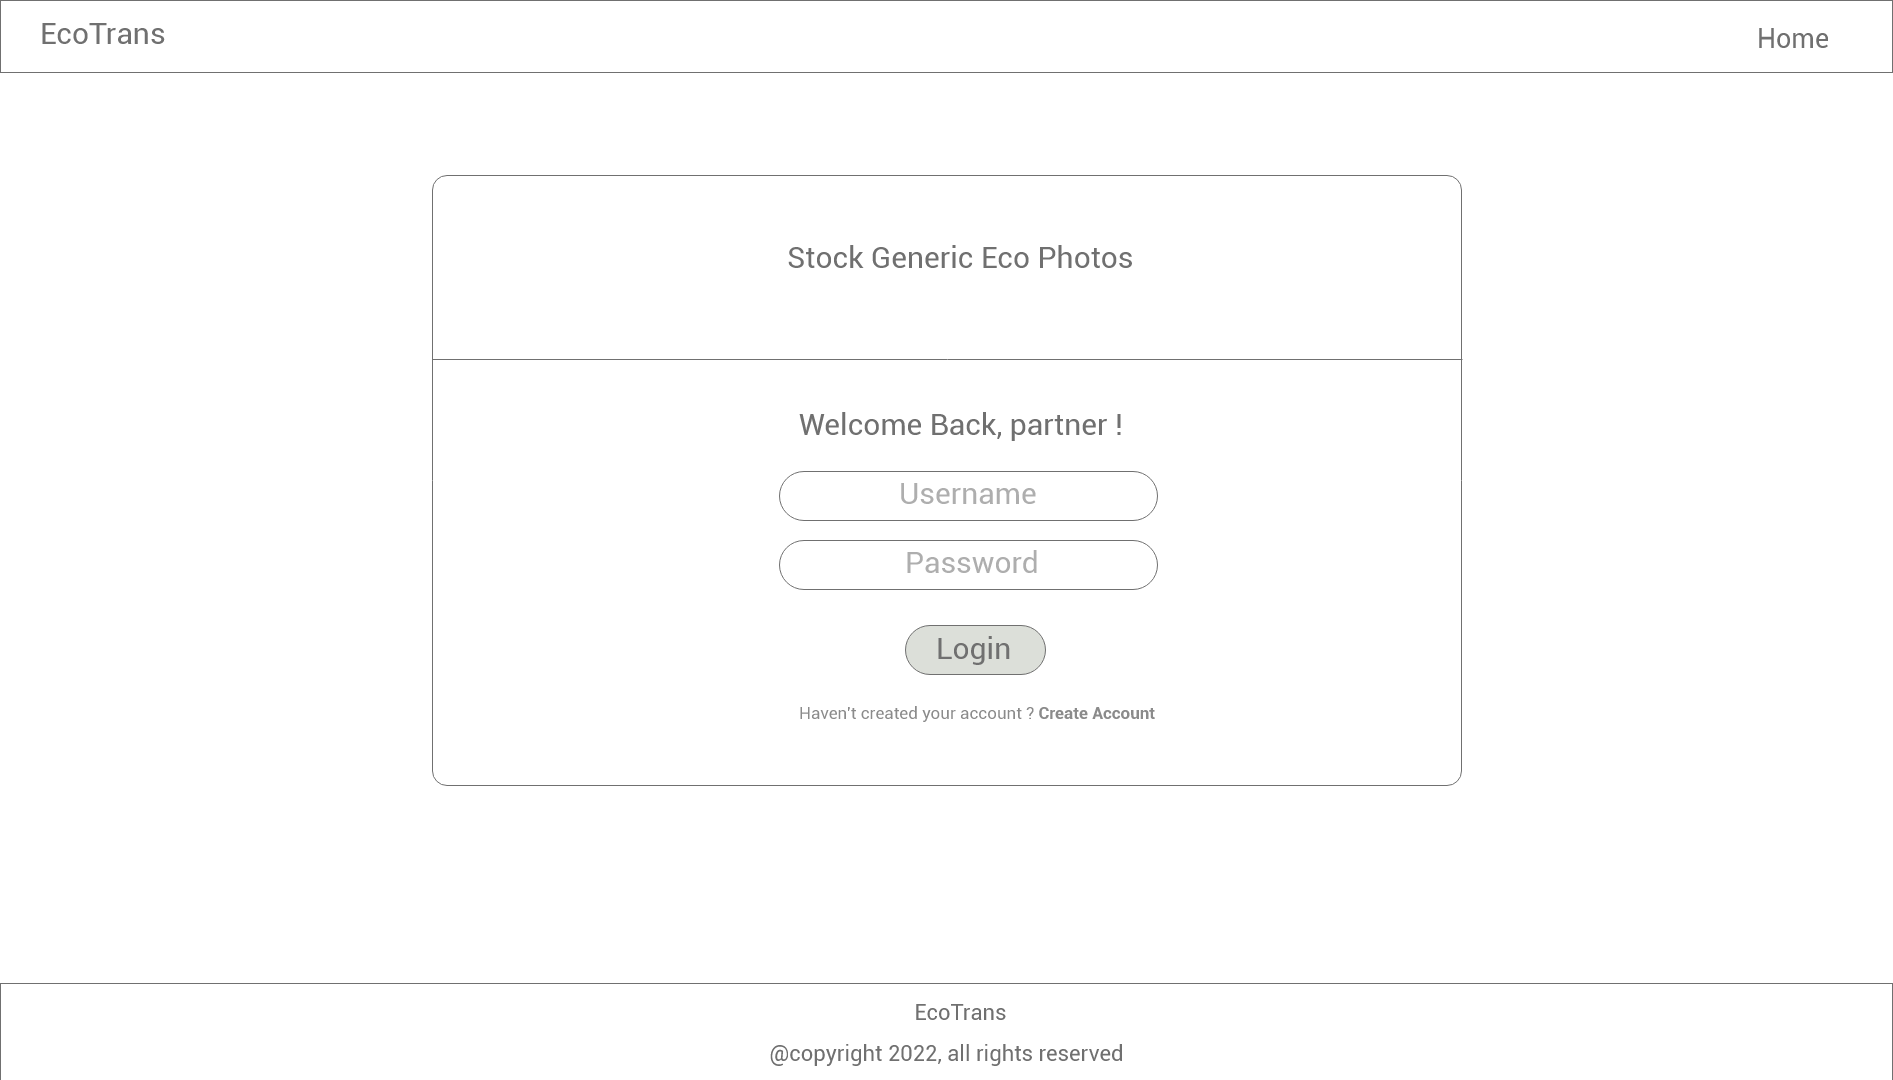 EcoTrans
Home
Stock Generic Eco Photos
Welcome Back, partner !
Username
Password
Login
Haven't created your account ? Create Account
EcoTrans
@copyright 2022, all rights reserved